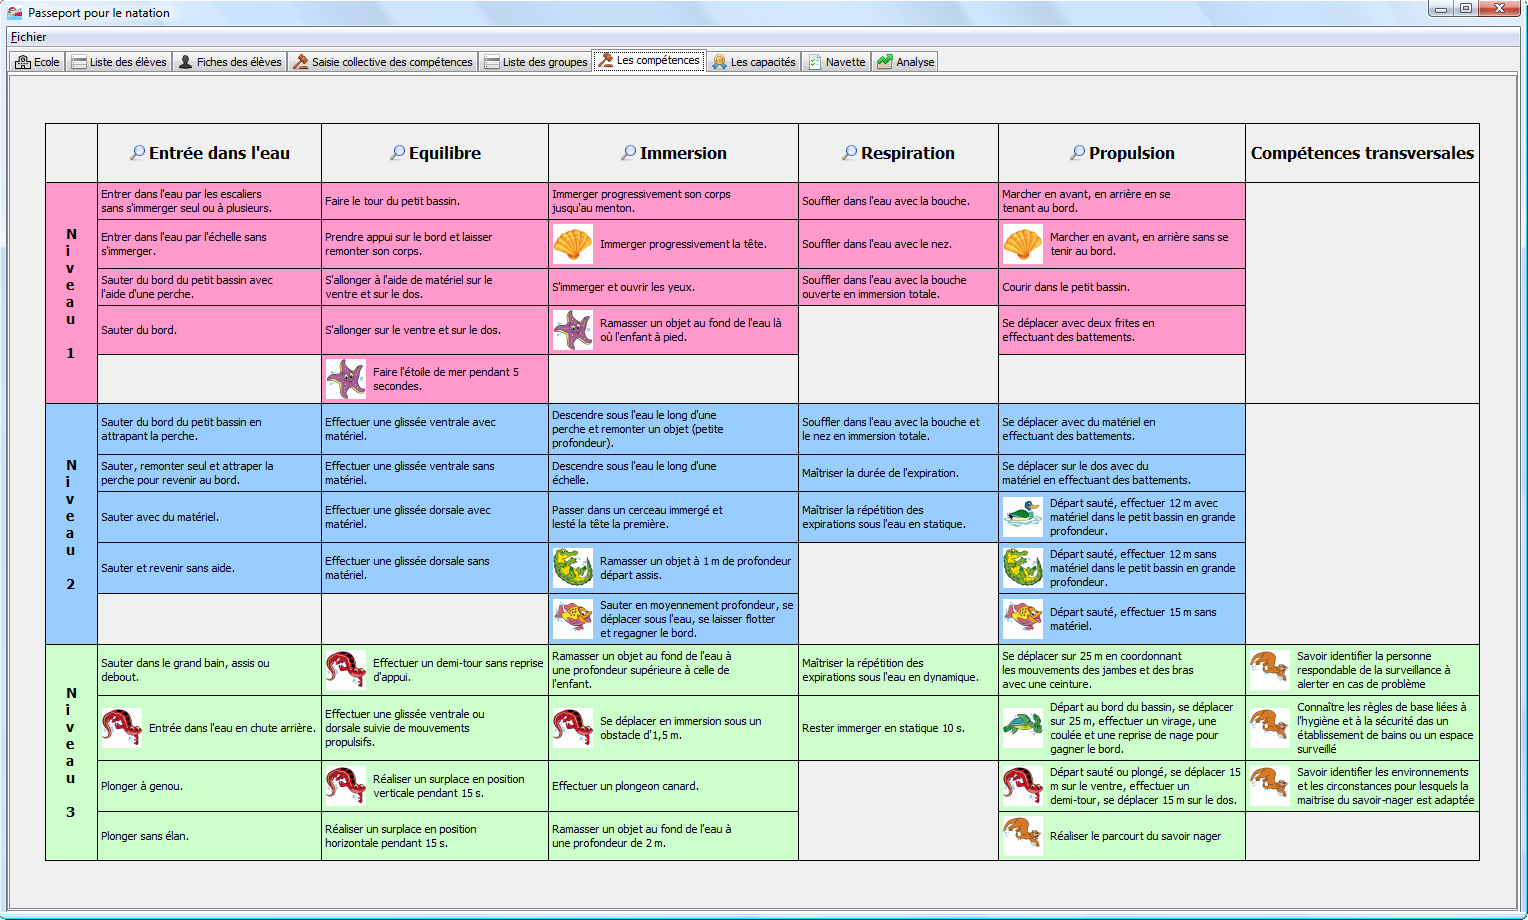 Passeport pour le natation
Fichier
Ecole
Liste des élèves
Fiches des élèves
Saisie collective des compétences
Liste des groupes
Les compétences
Les capacités
Navette
Analyse
Entrée dans l'eau
Equilibre
Immersion
Respiration
Propulsion
Compétences transversales
Niveau 1
Entrer dans l'eau par les escaliers
sans s'immerger seul ou à plusieurs.
Faire le tour du petit bassin.
Immerger progressivement son corps
jusqu'au menton.
Souffler dans l'eau avec la bouche.
Marcher en avant, en arrière en se
tenant au bord.
Entrer dans l'eau par l'échelle sans
s'immerger.
Prendre appui sur le bord et laisser
remonter son corps.
Immerger progressivement la tête.
Souffler dans l'eau avec le nez.
Marcher en avant, en arrière sans se
tenir au bord.
Sauter du bord du petit bassin avec
l'aide d'une perche.
S'allonger à l'aide de matériel sur le
ventre et sur le dos.
S'immerger et ouvrir les yeux.
Souffler dans l'eau avec la bouche
ouverte en immersion totale.
Courir dans le petit bassin.
Sauter du bord.
S'allonger sur le ventre et sur le dos.
Ramasser un objet au fond de l'eau là
où l'enfant à pied.
Se déplacer avec deux frites en
effectuant des battements.
Faire l'étoile de mer pendant 5
secondes.
Niveau 2
Sauter du bord du petit bassin en
attrapant la perche.
Effectuer une glissée ventrale avec
matériel.
Descendre sous l'eau le long d'une
perche et remonter un objet (petite
profondeur).
Souffler dans l'eau avec la bouche et
le nez en immersion totale.
Se déplacer avec du matériel en
effectuant des battements.
Sauter, remonter seul et attraper la
perche pour revenir au bord.
Effectuer une glissée ventrale sans
matériel.
Descendre sous l'eau le long d'une
échelle.
Maîtriser la durée de l'expiration.
Se déplacer sur le dos avec du
matériel en effectuant des battements.
Sauter avec du matériel.
Effectuer une glissée dorsale avec
matériel.
Passer dans un cerceau immergé et
lesté la tête la première.
Maîtriser la répétition des
expirations sous l'eau en statique.
Départ sauté, effectuer 12 m avec
matériel dans le petit bassin en grande
profondeur.
Sauter et revenir sans aide.
Effectuer une glissée dorsale sans
matériel.
Ramasser un objet à 1 m de profondeur
départ assis.
Départ sauté, effectuer 12 m sans
matériel dans le petit bassin en grande
profondeur.
Sauter en moyennement profondeur, se
déplacer sous l'eau, se laisser flotter
et regagner le bord.
Départ sauté, effectuer 15 m sans
matériel.
Niveau 3
Sauter dans le grand bain, assis ou
debout.
Effectuer un demi-tour sans reprise
d'appui.
Ramasser un objet au fond de l'eau à
une profondeur supérieure à celle de
l'enfant.
Maîtriser la répétition des
expirations sous l'eau en dynamique.
Se déplacer sur 25 m en coordonnant
les mouvements des jambes et des bras
avec une ceinture.
Savoir identifier la personne
respondable de la surveillance à
alerter en cas de problème
Entrée dans l'eau en chute arrière.
Effectuer une glissée ventrale ou
dorsale suivie de mouvements
propulsifs.
Se déplacer en immersion sous un
obstacle d'1,5 m.
Rester immerger en statique 10 s.
Départ au bord du bassin, se déplacer
sur 25 m, effectuer un virage, une
coulée et une reprise de nage pour
gagner le bord.
Connaître les règles de base liées à
l'hygiène et à la sécurité das un
établissement de bains ou un espace
surveillé
Plonger à genou.
Réaliser un surplace en position
verticale pendant 15 s.
Effectuer un plongeon canard.
Départ sauté ou plongé, se déplacer 15
m sur le ventre, effectuer un
demi-tour, se déplacer 15 m sur le dos.
Savoir identifier les environnements
et les circonstances pour lesquels la
maitrise du savoir-nager est adaptée
Plonger sans élan.
Réaliser un surplace en position
horizontale pendant 15 s.
Ramasser un objet au fond de l'eau à
une profondeur de 2 m.
Réaliser le parcourt du savoir nager